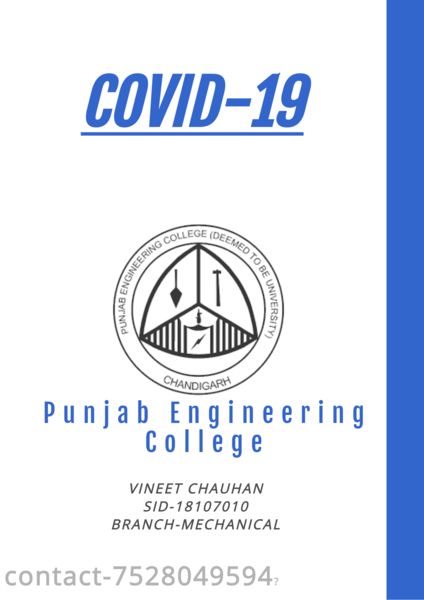 COVID-19
PUNJAB ENGINEERING COLLEGE (DEEMED TO BE UNIVERSITY)
CHANDIGARH
Punjab Engineering
College
VINEET CHAUHAN
SID-18107010
BRANCH-MECHANICAL
contact-7528049594?